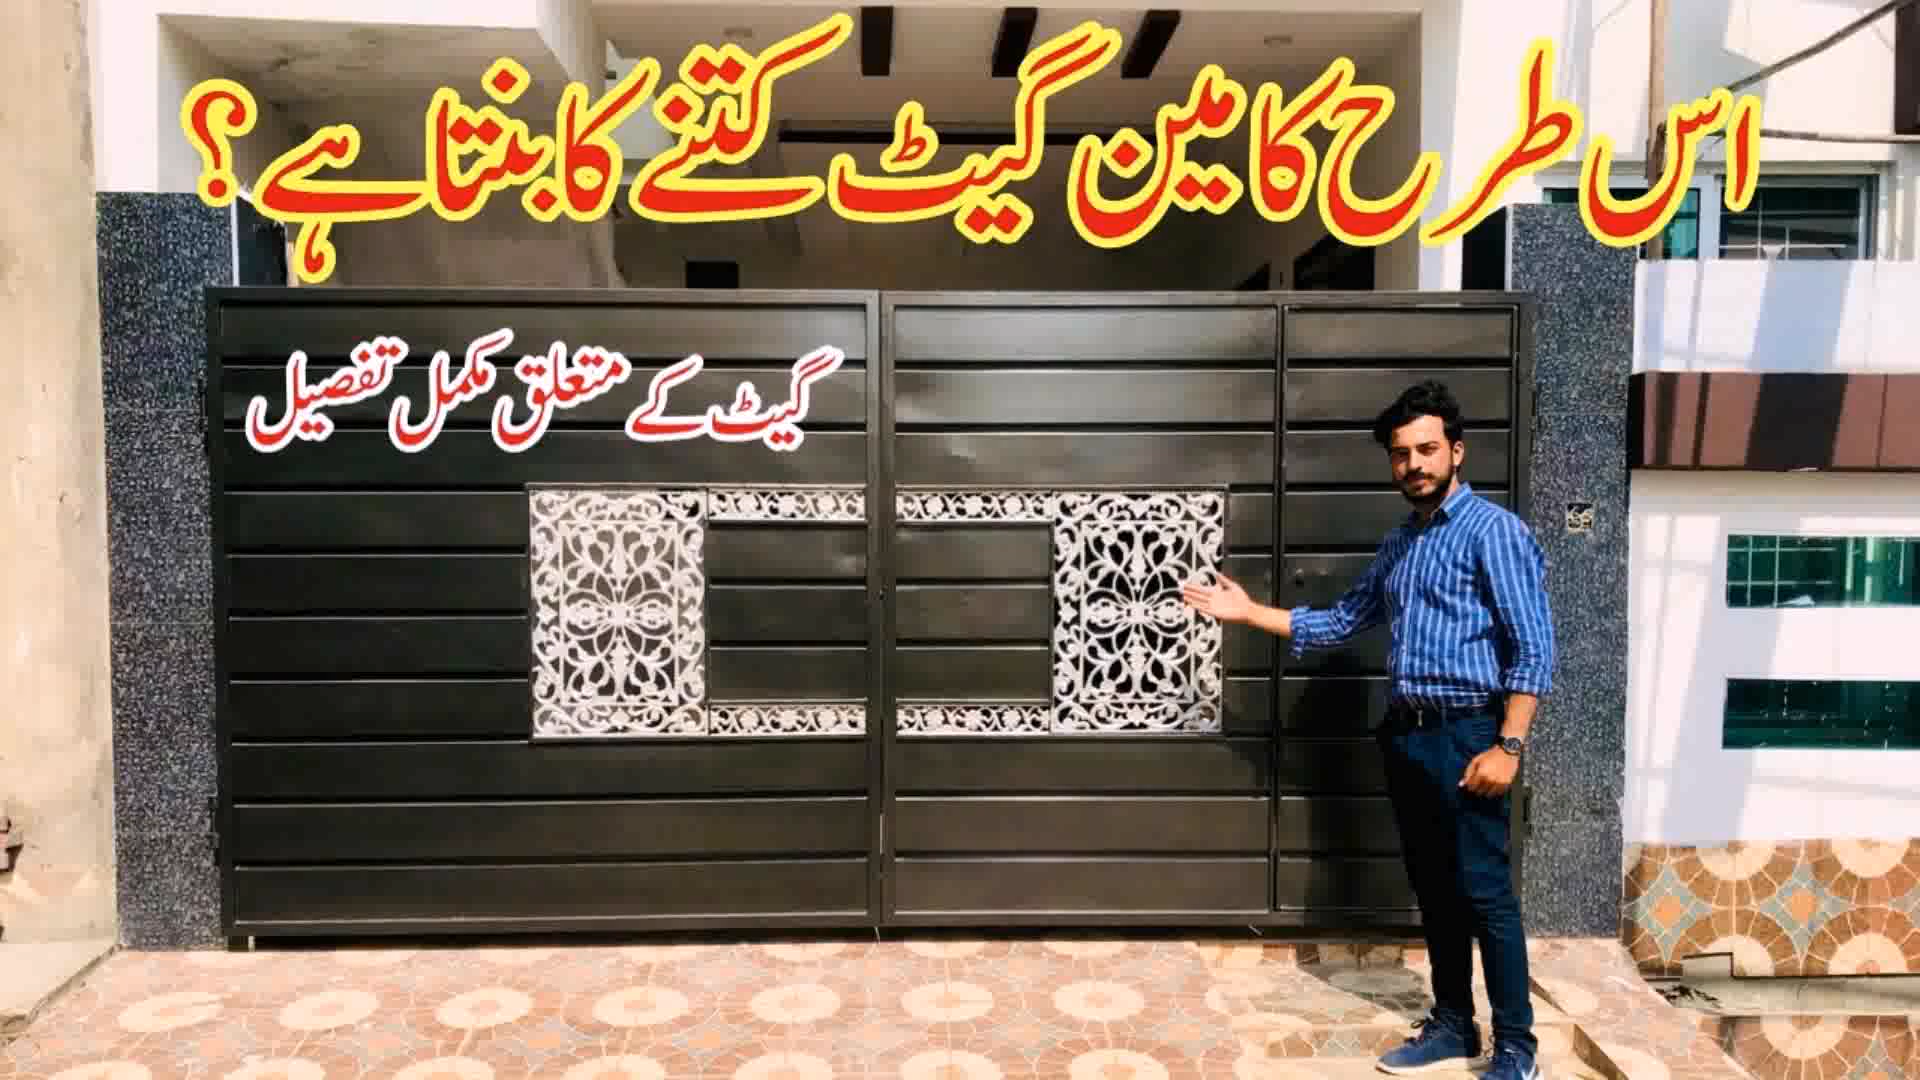 اس طرح کا مین گیٹ کتنے کا بنتا ہے؟
گیٹ کے متعلق مکمل تفصیل